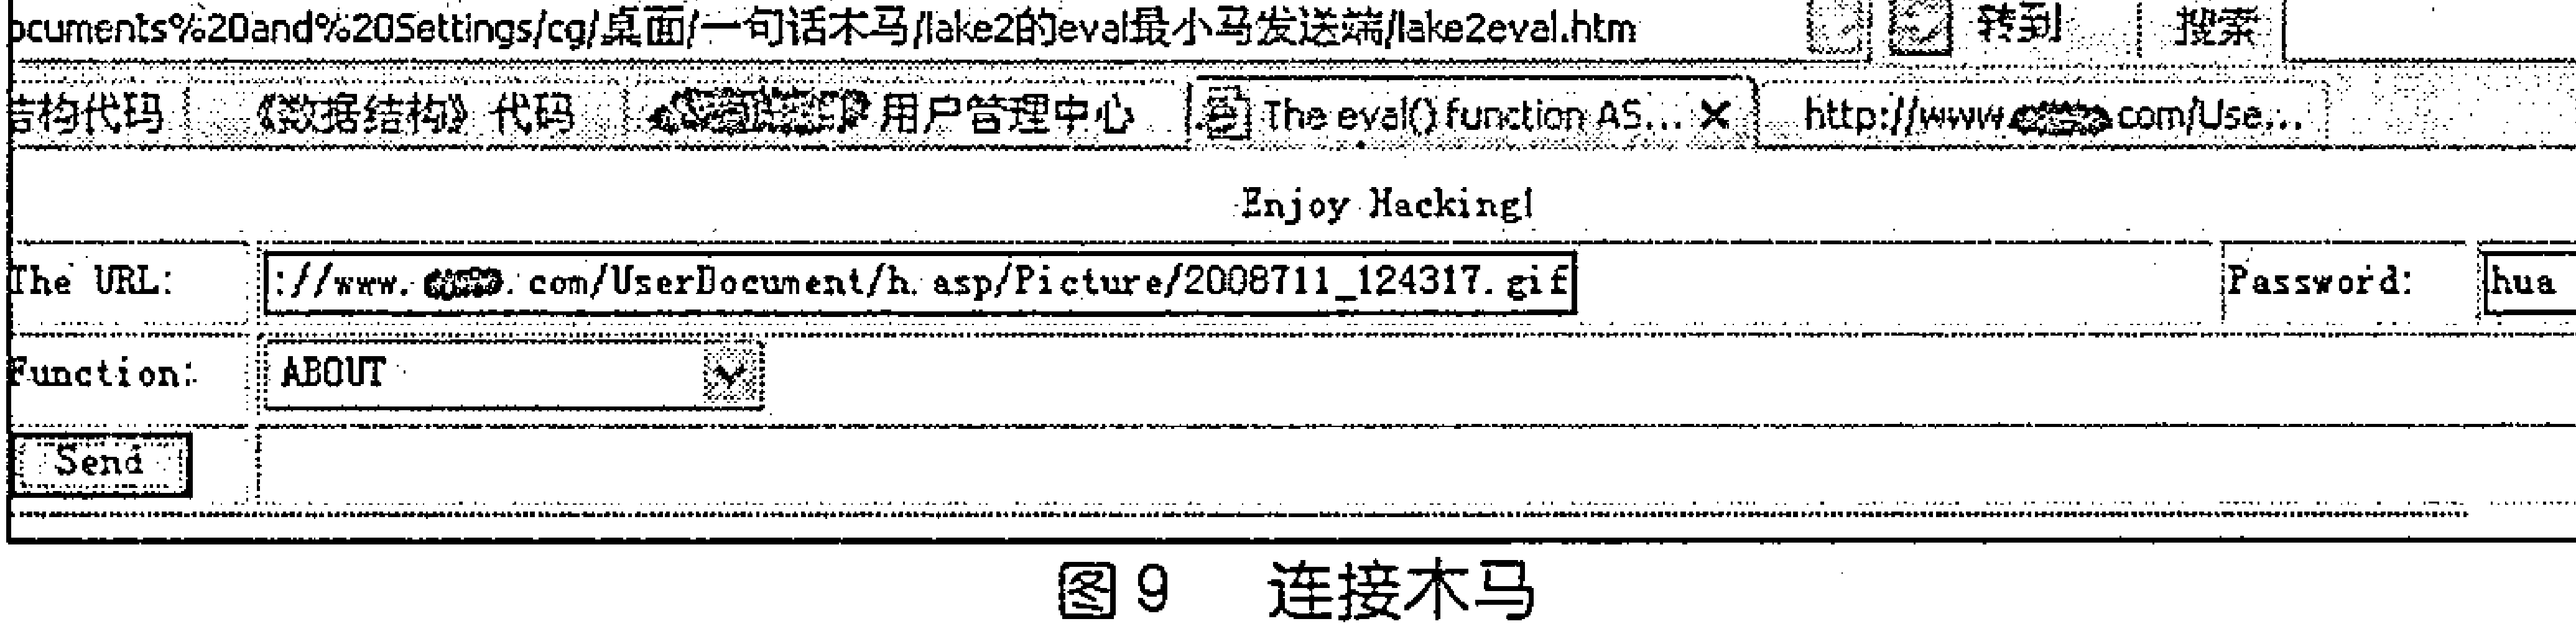 ocuments%20and%20Settings/cg/桌面/一句话木马/lake2的eval最小马发送端/lake2eval.htm 转到 搜索
结构代码 《数据结构》代码 用户管理中心 The eval() function AS... http://www. com/Use...
Enjoy Hacking!
The URL: ://www. .com/UserDocument/h.asp/Picture/2008711_124317.gif Password: hua
Function: ABOUT
Send
图9 连接木马